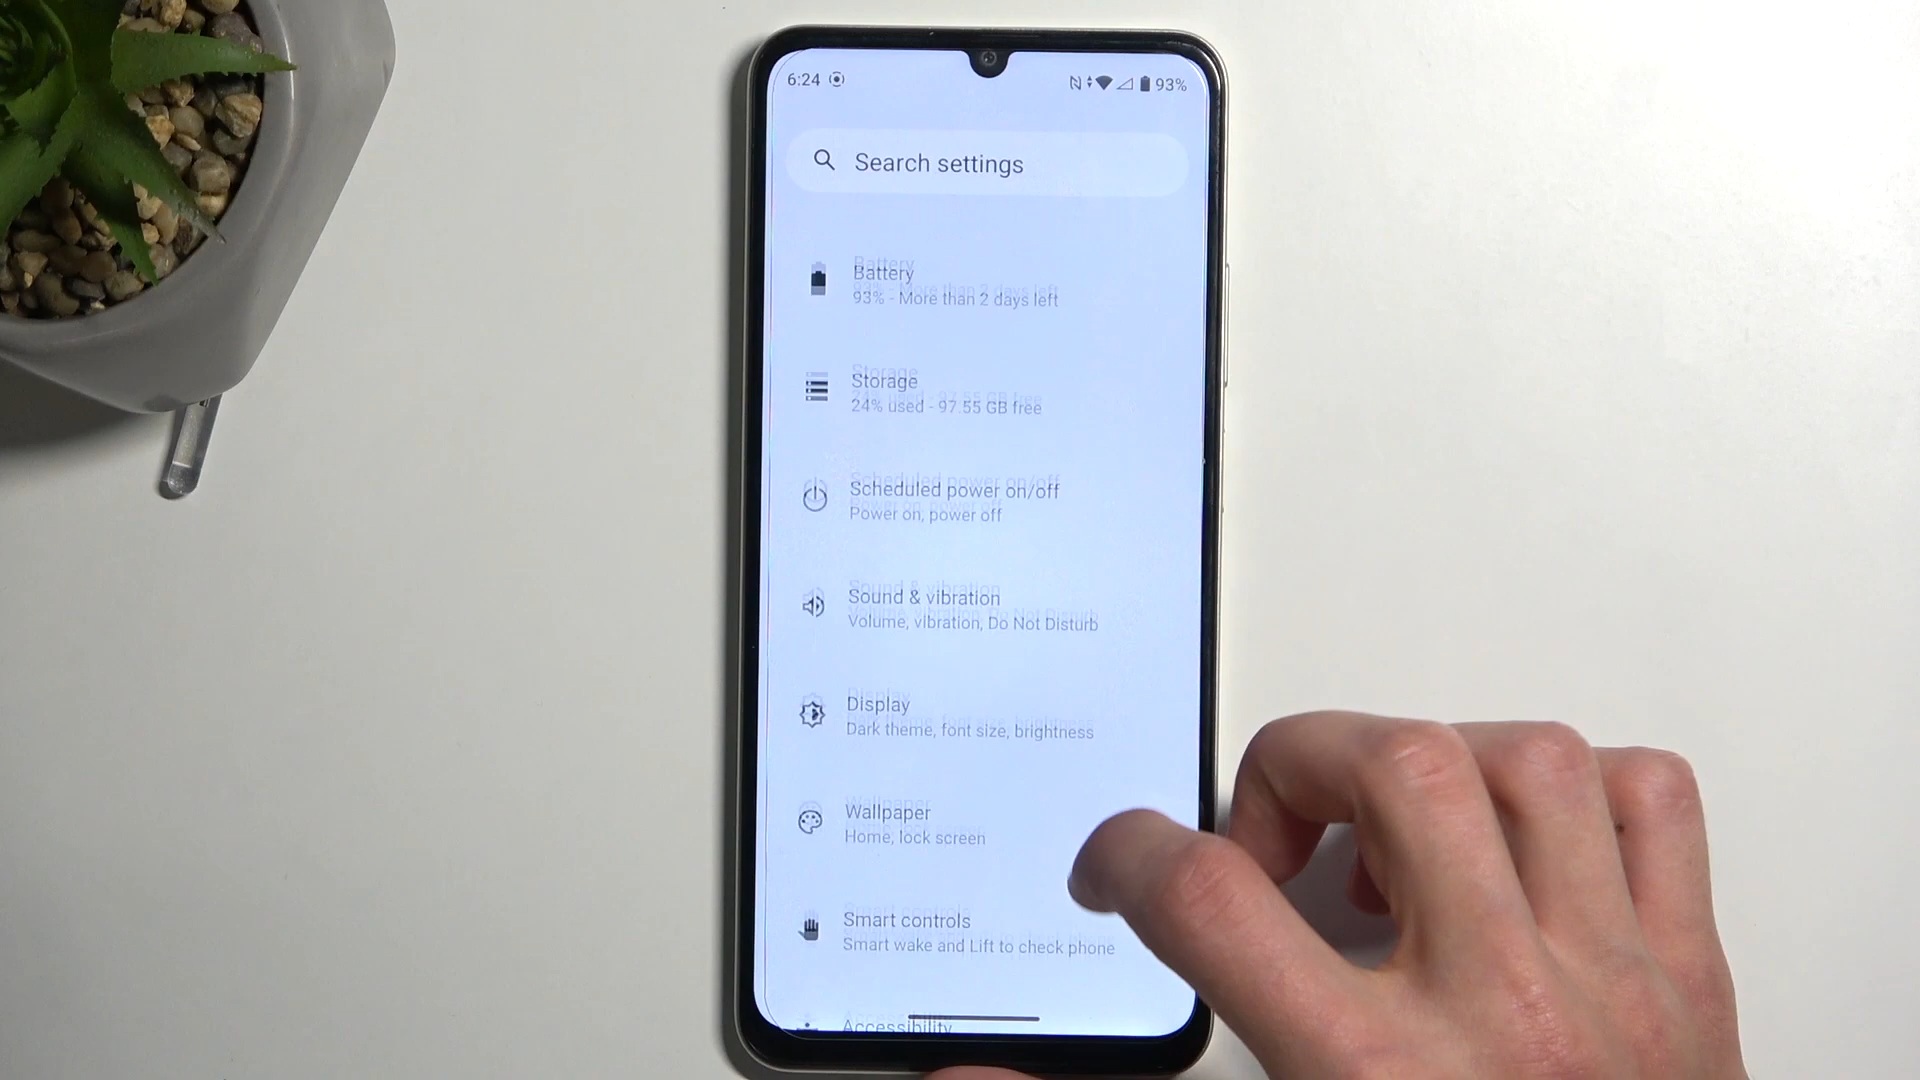 6:24 93%
Search settings
Battery
93% - More than 2 days left
Storage
24% used - 97.55 GB free
Scheduled power on/off
Power on, power off
Sound & vibration
Volume, vibration, Do Not Disturb
Display
Dark theme, font size, brightness
Wallpaper
Home, lock screen
Smart controls
Smart wake and Lift to check phone
Accessibility